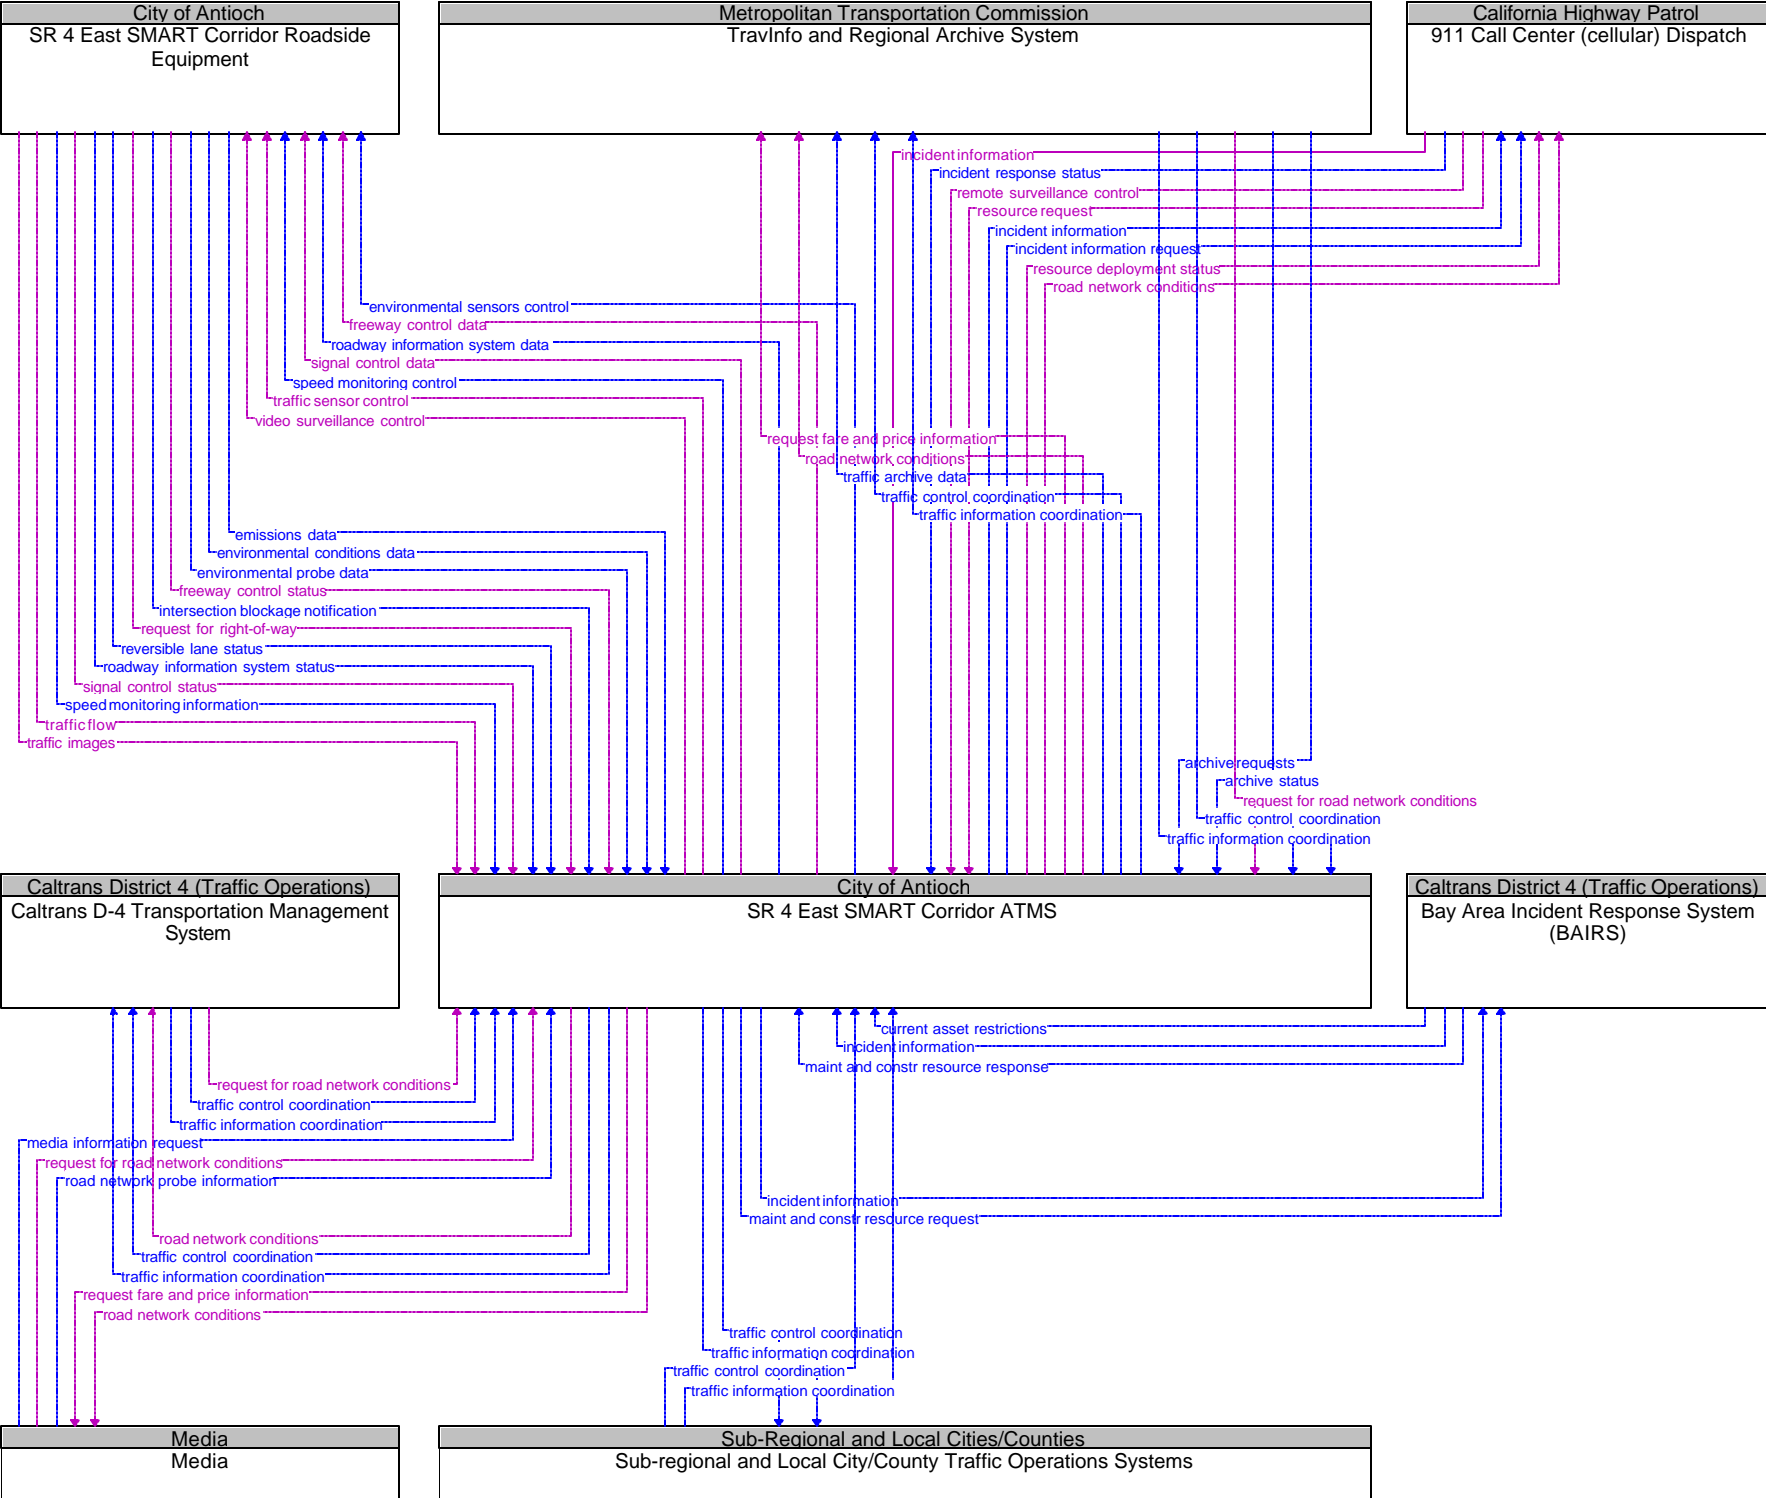 City of Antioch
SR 4 East SMART Corridor Roadside
Equipment
Metropolitan Transportation Commission
TravInfo and Regional Archive System
California Highway Patrol
911 Call Center (cellular) Dispatch
incident information
incident response status
remote surveillance control
resource request
incident information
incident information request
resource deployment status
road network conditions
environmental sensors control
freeway control data
roadway information system data
signal control data
speed monitoring control
traffic sensor control
video surveillance control
request fare and price information
road network conditions
traffic archive data
traffic control coordination
traffic information coordination
emissions data
environmental conditions data
environmental probe data
freeway control status
intersection blockage notification
request for right-of-way
reversible lane status
roadway information system status
signal control status
speed monitoring information
traffic flow
traffic images
archive requests
archive status
request for road network conditions
traffic control coordination
traffic information coordination
Caltrans District 4 (Traffic Operations)
Caltrans D-4 Transportation Management
System
City of Antioch
SR 4 East SMART Corridor ATMS
Caltrans District 4 (Traffic Operations)
Bay Area Incident Response System
(BAIRS)
current asset restrictions
incident information
maint and constr resource response
request for road network conditions
traffic control coordination
traffic information coordination
media information request
request for road network conditions
road network probe information
incident information
maint and constr resource request
road network conditions
traffic control coordination
traffic information coordination
request fare and price information
road network conditions
traffic control coordination
traffic information coordination
traffic control coordination
traffic information coordination
Media
Media
Sub-Regional and Local Cities/Counties
Sub-regional and Local City/County Traffic Operations Systems